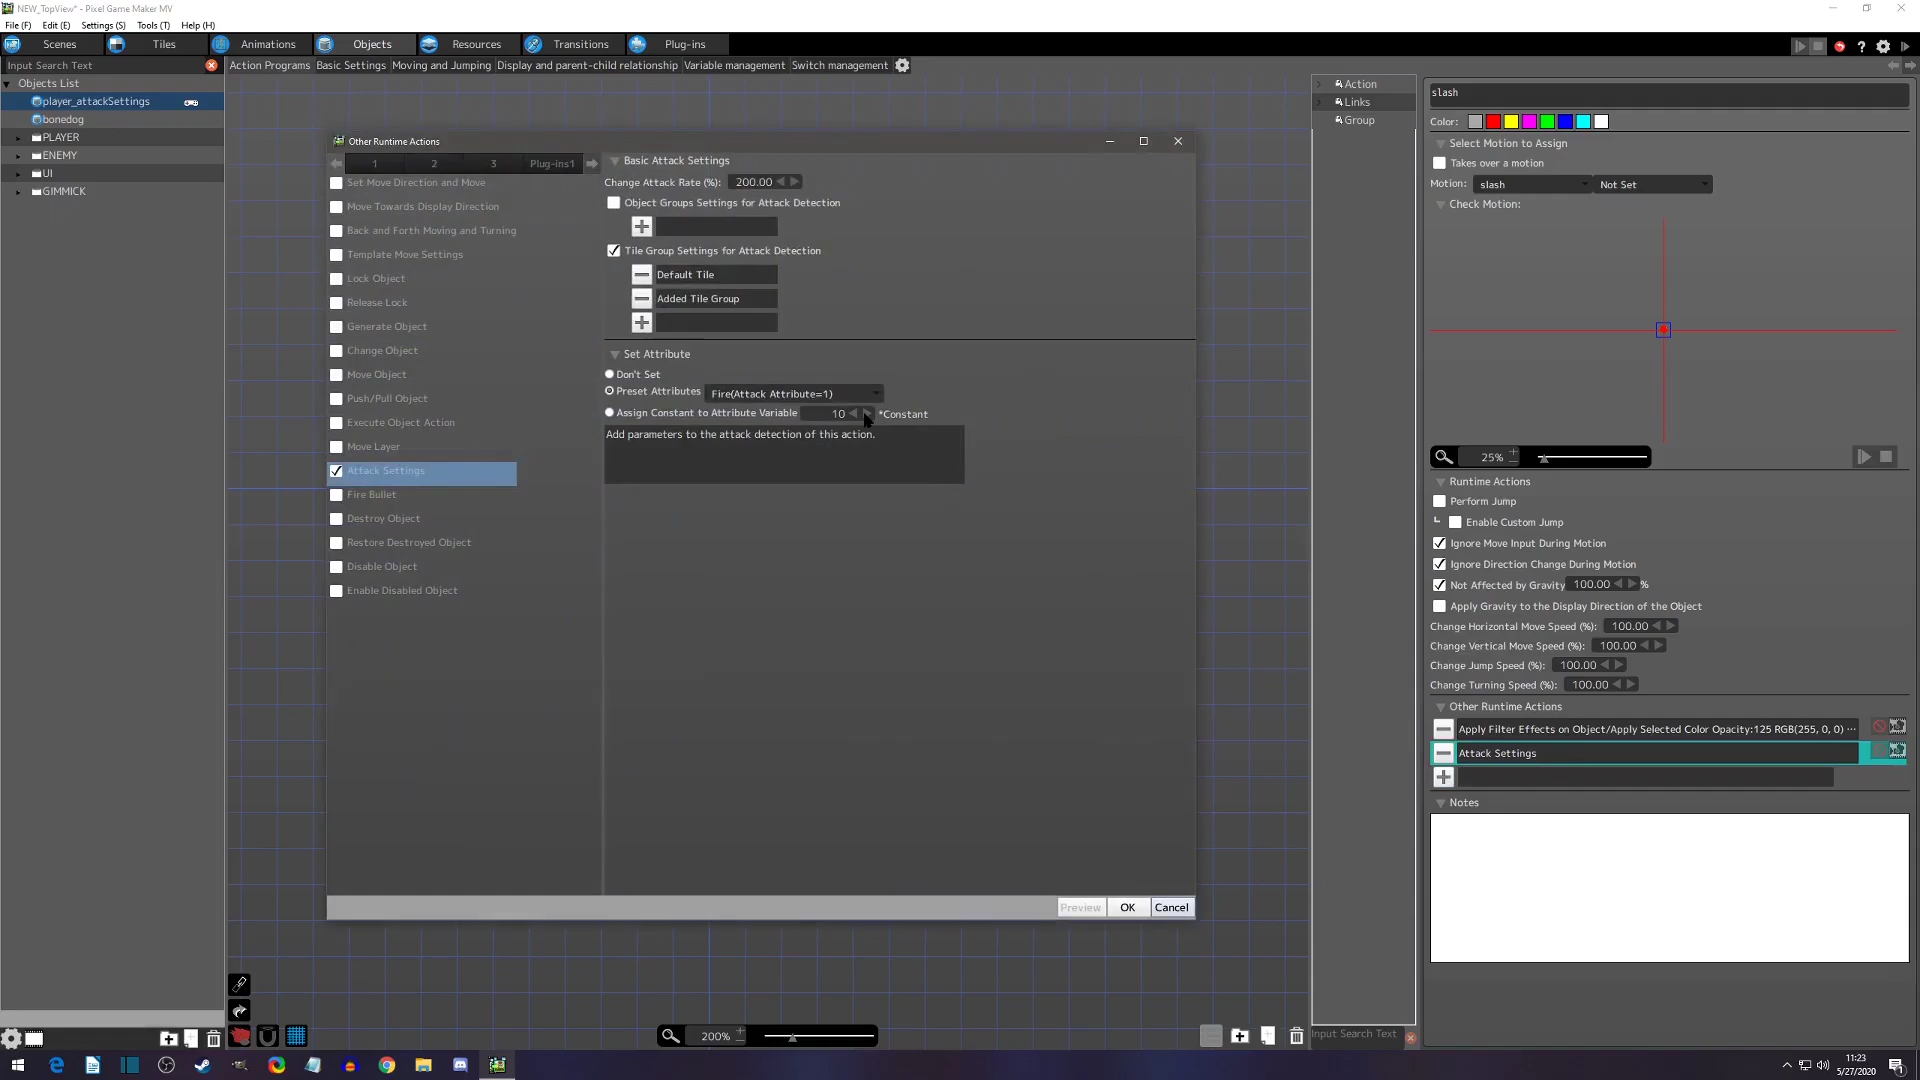 NEW_TopView* - Pixel Game Maker MV
File (F) Edit (E) Settings (S) Tools (T) Help (H)
Scenes Tiles Animations Objects Resources Transitions Plug-ins
Input Search Text
Action Programs Basic Settings Moving and Jumping Display and parent-child relationship Variable management Switch management
Objects List
player_attackSettings
bonedog
PLAYER
ENEMY
UI
GIMMICK
Other Runtime Actions
1 2 3 Plug-ins1
Set Move Direction and Move
Move Towards Display Direction
Back and Forth Moving and Turning
Template Move Settings
Lock Object
Release Lock
Generate Object
Change Object
Move Object
Push/Pull Object
Execute Object Action
Move Layer
Attack Settings
Fire Bullet
Destroy Object
Restore Destroyed Object
Disable Object
Enable Disabled Object
Basic Attack Settings
Change Attack Rate (%): 200.00
Object Groups Settings for Attack Detection
Tile Group Settings for Attack Detection
Default Tile
Added Tile Group
Set Attribute
Don't Set
Preset Attributes Fire(Attack Attribute=1)
Assign Constant to Attribute Variable 10 *Constant
Add parameters to the attack detection of this action.
Preview OK Cancel
200%
Action
Links
Group
Input Search Text
slash
Color:
Select Motion to Assign
Takes over a motion
Motion: slash Not Set
Check Motion:
25%
Runtime Actions
Perform Jump
Enable Custom Jump
Ignore Move Input During Motion
Ignore Direction Change During Motion
Not Affected by Gravity 100.00 %
Apply Gravity to the Display Direction of the Object
Change Horizontal Move Speed (%): 100.00
Change Vertical Move Speed (%): 100.00
Change Jump Speed (%): 100.00
Change Turning Speed (%): 100.00
Other Runtime Actions
Apply Filter Effects on Object/Apply Selected Color Opacity:125 RGB(255, 0, 0) ...
Attack Settings
Notes
11:23
5/27/2020